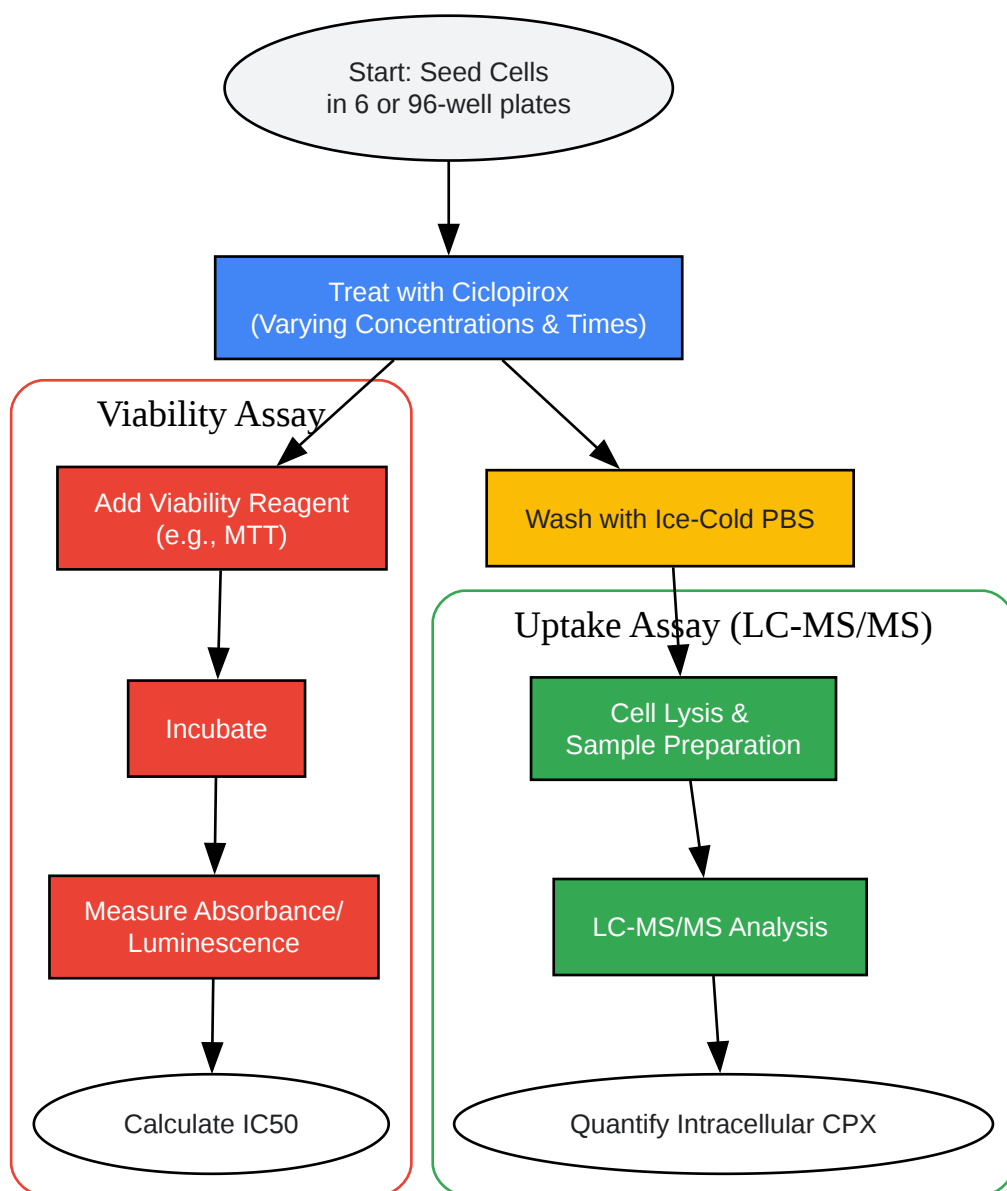 Start: Seed Cells
in 6 or 96-well plates
Treat with Ciclopirox
(Varying Concentrations & Times)
Viability Assay
Add Viability Reagent
(e.g., MTT)
Incubate
Measure Absorbance/
Luminescence
Calculate IC50
Wash with Ice-Cold PBS
Uptake Assay (LC-MS/MS)
Cell Lysis &
Sample Preparation
LC-MS/MS Analysis
Quantify Intracellular CPX